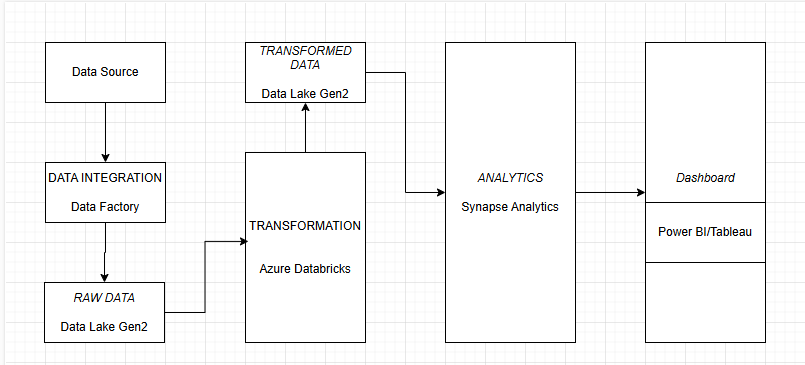 Data Source
DATA INTEGRATION
Data Factory
RAW DATA
Data Lake Gen2
TRANSFORMED
DATA
Data Lake Gen2
TRANSFORMATION
Azure Databricks
ANALYTICS
Synapse Analytics
Dashboard
Power BI/Tableau